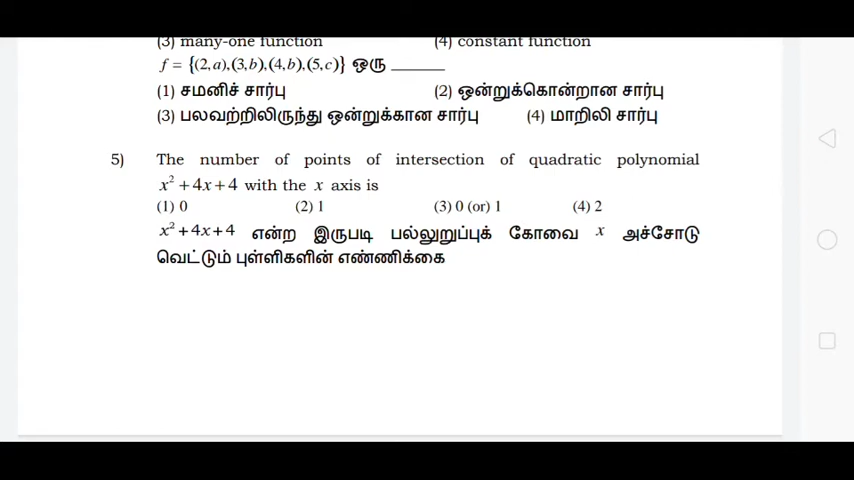 (3) many-one function (4) constant function
f = {(2,a),(3,b),(4,b),(5,c)} ஒரு ______
(1) சமனிச் சார்பு (2) ஒன்றுக்கொன்றான சார்பு
(3) பலவற்றிலிருந்து ஒன்றுக்கான சார்பு (4) மாறிலி சார்பு
5) The number of points of intersection of quadratic polynomial
x² + 4x + 4 with the x axis is
(1) 0 (2) 1 (3) 0 (or) 1 (4) 2
x² + 4x + 4 என்ற இருபடி பல்லுறுப்புக் கோவை x அச்சோடு
வெட்டும் புள்ளிகளின் எண்ணிக்கை